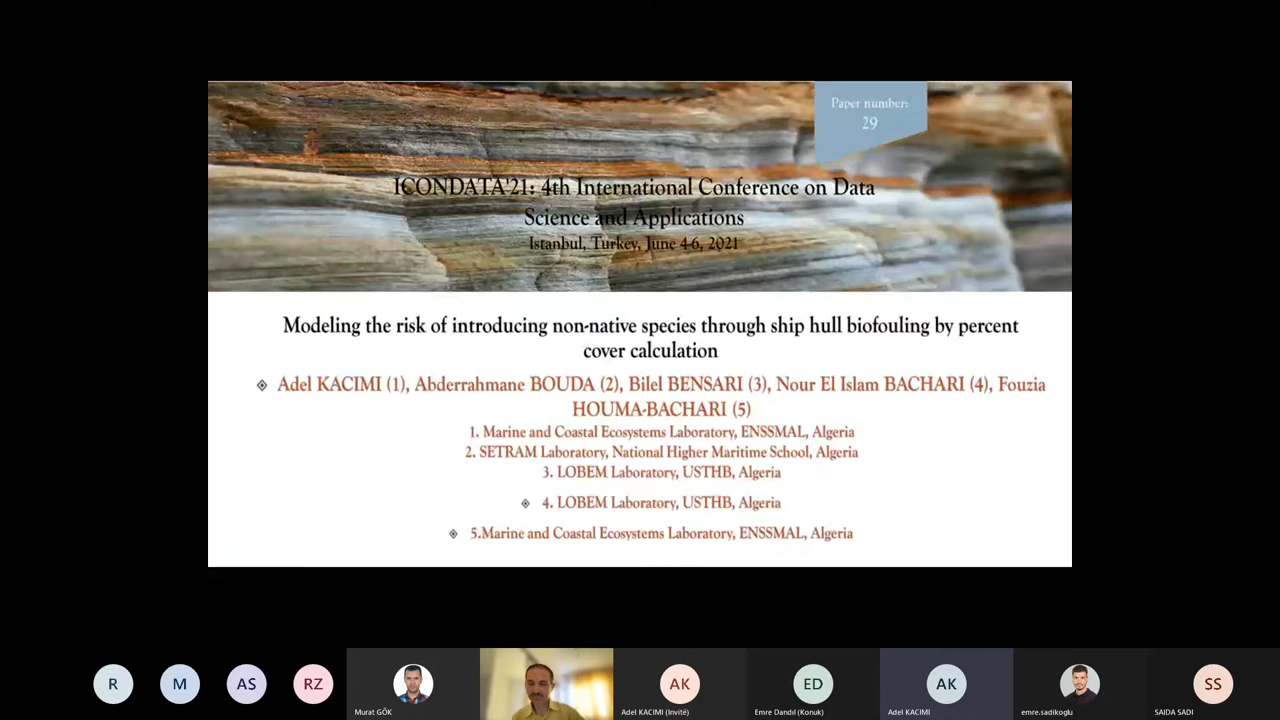 Paper number:
29
ICONDATA'21: 4th International Conference on Data
Science and Applications
Istanbul, Turkey, June 4-6, 2021
Modeling the risk of introducing non-native species through ship hull biofouling by percent
cover calculation
Adel KACIMI (1), Abderrahmane BOUDA (2), Bilel BENSARI (3), Nour El Islam BACHARI (4), Fouzia
HOUMA-BACHARI (5)
1. Marine and Coastal Ecosystems Laboratory, ENSSMAL, Algeria
2. SETRAM Laboratory, National Higher Maritime School, Algeria
3. LOBEM Laboratory, USTHB, Algeria
4. LOBEM Laboratory, USTHB, Algeria
5.Marine and Coastal Ecosystems Laboratory, ENSSMAL, Algeria
R
M
AS
RZ
Murat GÖK
AK
Adel KACIMI (Invité)
ED
Emre Dandıl (Konuk)
AK
Adel KACIMI
emre.sadikoglu
SS
SAIDA SADI